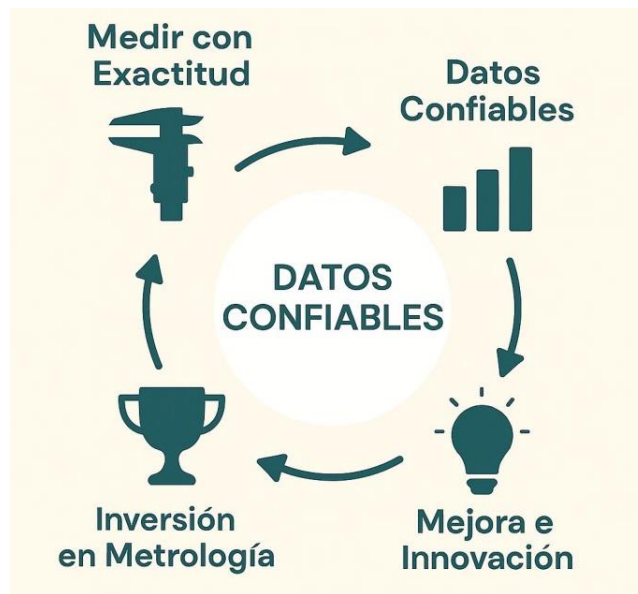 Medir con
Exactitud
Datos
Confiables
DATOS
CONFIABLES
Inversión
en Metrología
Mejora e
Innovación